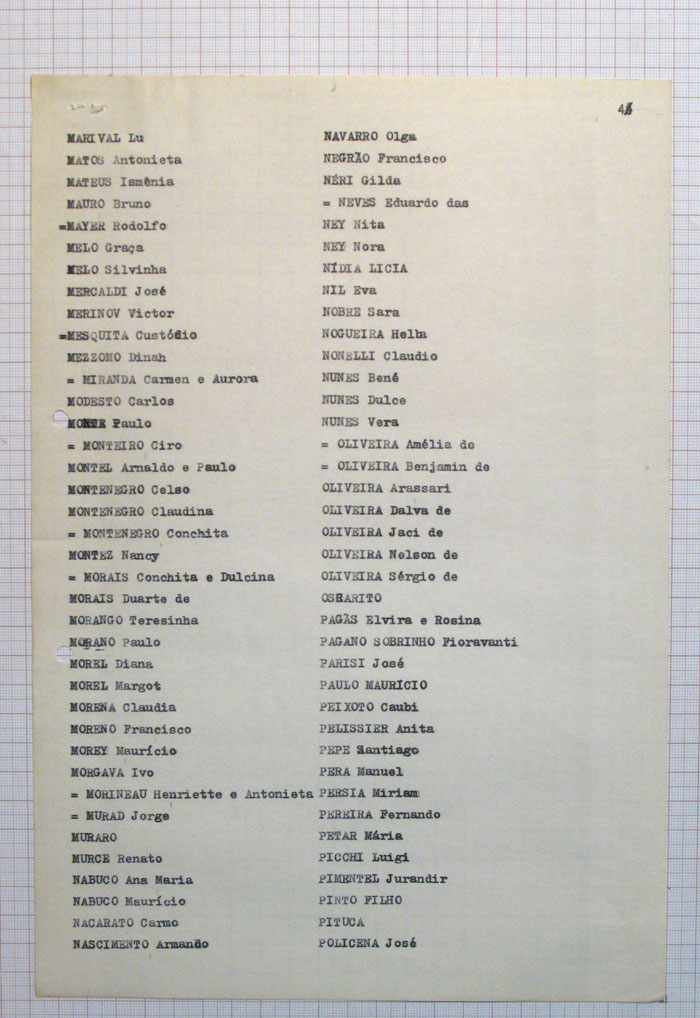 MARIVAL Lu
MATOS Antonieta
MATEUS Ismênia
MAURO Bruno
=MAYER Rodolfo
MELO Graça
MELO Silvinha
MERCALDI José
MERINOV Victor
=MESQUITA Custódio
MEZZOMO Dinah
= MIRANDA Carmen e Aurora
MODESTO Carlos
MONTE Paulo
= MONTEIRO Ciro
MONTEL Arnaldo e Paulo
MONTENEGRO Celso
MONTENEGRO Claudina
= MONTENEGRO Conchita
MONTEZ Nancy
= MORAIS Conchita e Dulcina
MORAIS Duarte de
MORANGO Teresinha
MORANO Paulo
MOREL Diana
MOREL Margot
MORENA Claudia
MORENO Francisco
MOREY Maurício
MORGAVA Ivo
= MORINEAU Henriette e Antonieta
= MURAD Jorge
MURARO
MURCE Renato
NABUCO Ana Maria
NABUCO Maurício
NACARATO Carmo
NASCIMENTO Armando
NAVARRO Olga
NEGRÃO Francisco
NÉRI Gilda
= NEVES Eduardo das
NEY Nita
NEY Nora
NÍDIA LICIA
NIL Eva
NOBRE Sara
NOGUEIRA Helba
NONELLI Claudio
NUNES Bené
NUNES Dulce
NUNES Vera
= OLIVEIRA Amélia de
= OLIVEIRA Benjamin de
OLIVEIRA Arassari
OLIVEIRA Dalva de
OLIVEIRA Jaci de
OLIVEIRA Nelson de
OLIVEIRA Sérgio de
OSRARITO
PAGÃS Elvira e Rosina
PAGANO SOBRINHO Fioravanti
PARISI José
PAULO MAURÍCIO
PEIXOTO Caubi
PELISSIER Anita
PEPE Santiago
PERA Manuel
PERSIA Miriam
PEREIRA Fernando
PETAR Mária
PICCHI Luigi
PIMENTEL Jurandir
PINTO FILHO
PITUCA
POLICENA José